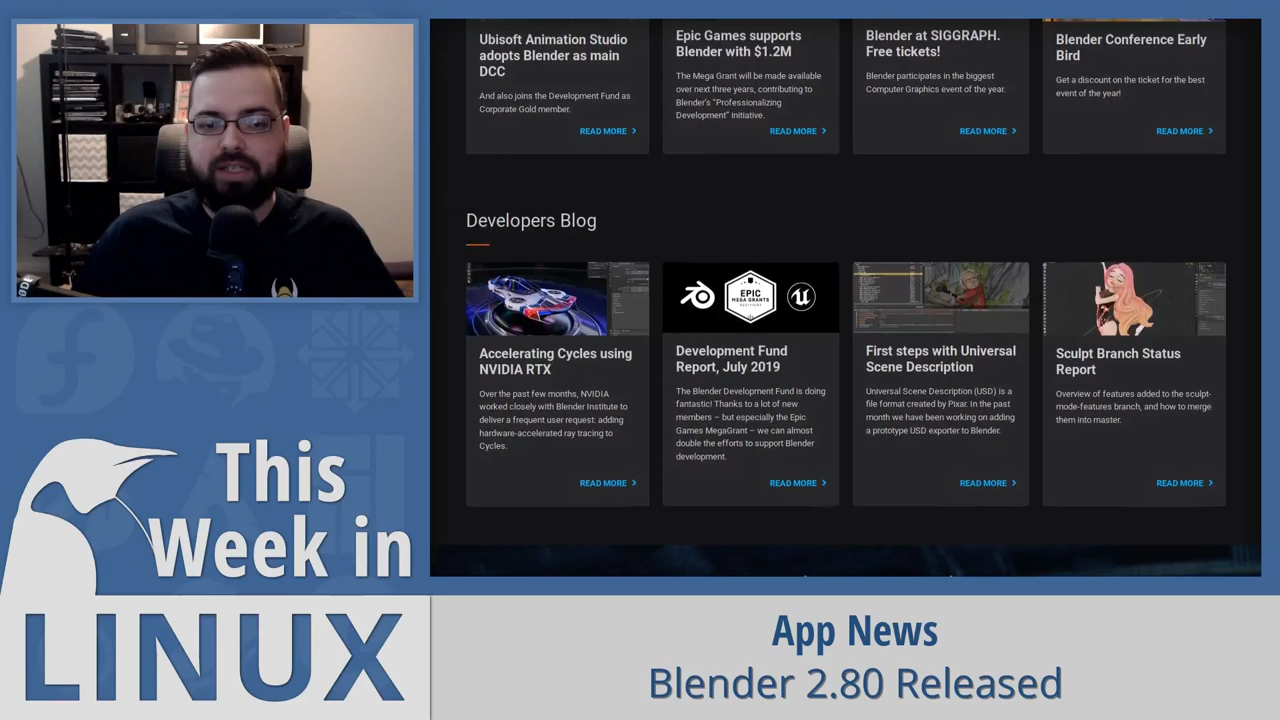 Ubisoft Animation Studio
adopts Blender as main
DCC
And also joins the Development Fund as
Corporate Gold member.
READ MORE
Epic Games supports
Blender with $1.2M
The Mega Grant will be made available
over next three years, contributing to
Blender's "Professionalizing
Development" initiative.
READ MORE
Blender at SIGGRAPH.
Free tickets!
Blender participates in the biggest
Computer Graphics event of the year.
READ MORE
Blender Conference Early
Bird
Get a discount on the ticket for the best
event of the year!
READ MORE
Developers Blog
Accelerating Cycles using
NVIDIA RTX
Over the past few months, NVIDIA
worked closely with Blender Institute to
deliver a frequent user request: adding
hardware-accelerated ray tracing to
Cycles.
READ MORE
EPIC
MEGA GRANTS
RECIPIENT
Development Fund
Report, July 2019
The Blender Development Fund is doing
fantastic! Thanks to a lot of new
members – but especially the Epic
Games MegaGrant – we can almost
double the efforts to support Blender
development.
READ MORE
First steps with Universal
Scene Description
Universal Scene Description (USD) is a
file format created by Pixar. In the past
month we have been working on adding
a prototype USD exporter to Blender.
READ MORE
Sculpt Branch Status
Report
Overview of features added to the sculpt-
mode-features branch, and how to merge
them into master.
READ MORE
This
Week in
LINUX
App News
Blender 2.80 Released